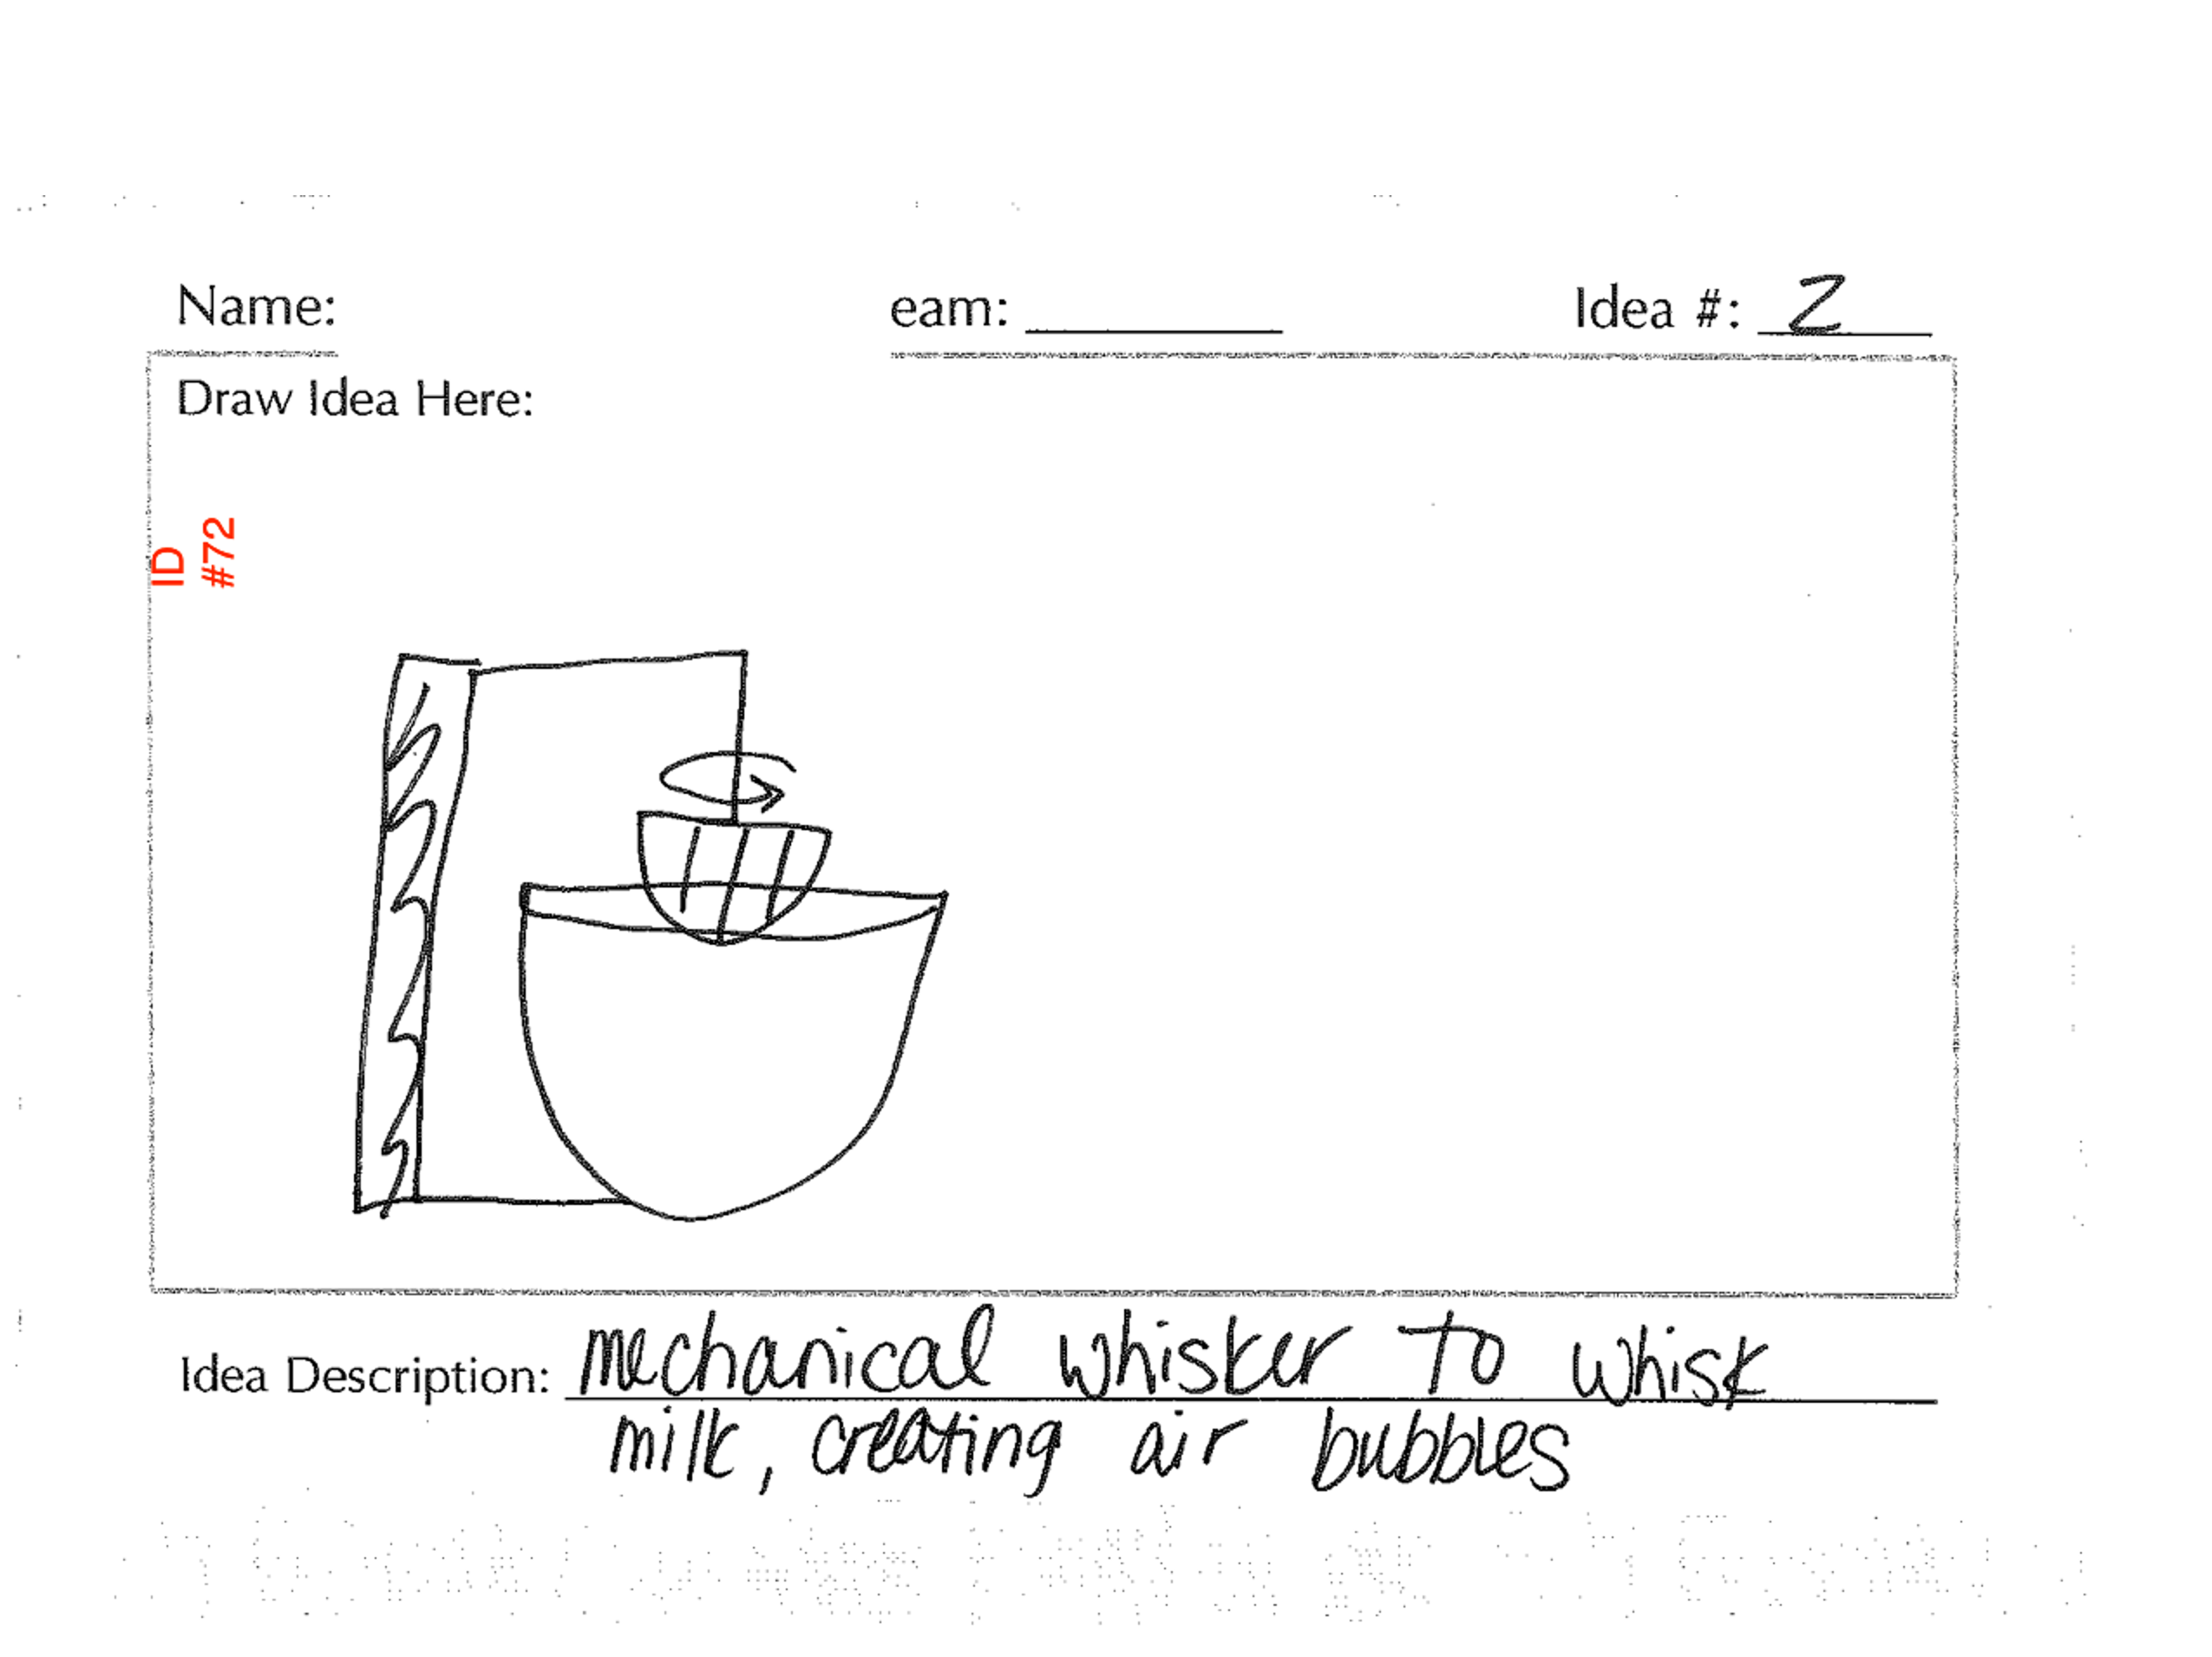 Name: eam: Idea #: 2
Draw Idea Here:
ID
#72
Idea Description: mechanical whisker to whisk
milk, creating air bubbles